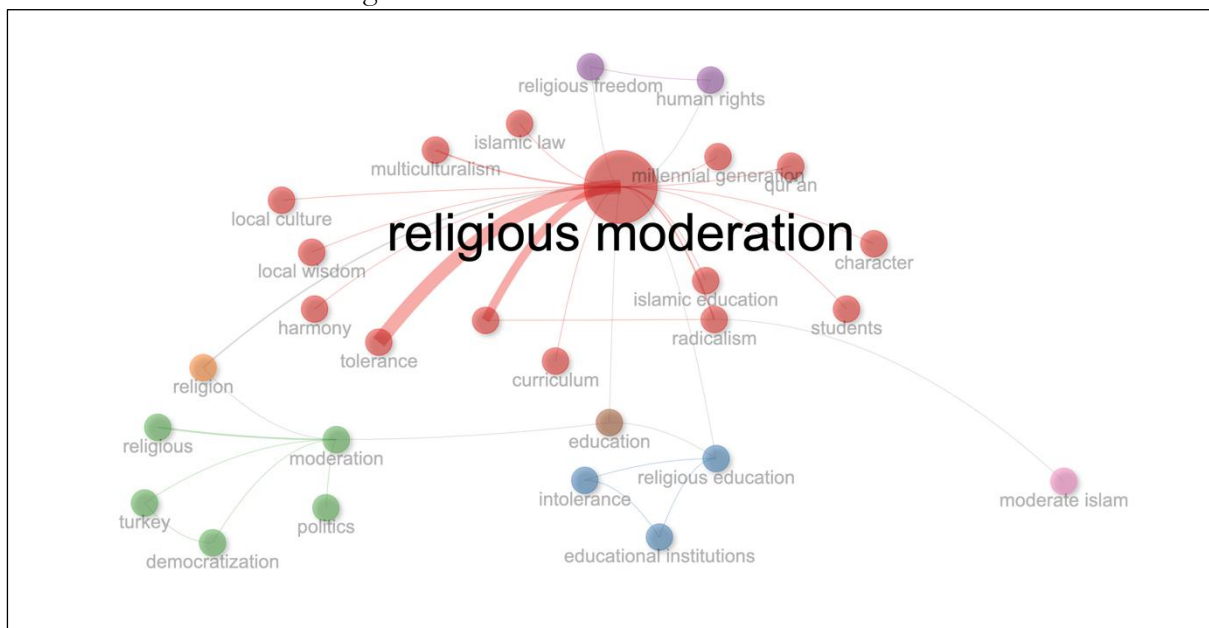 religious freedom
human rights
islamic law
multiculturalism
millennial generation
qur an
local culture
religious moderation
character
local wisdom
islamic education
harmony
radicalism
students
tolerance
curriculum
religion
religious
education
moderation
religious education
intolerance
moderate islam
turkey
politics
democratization
educational institutions